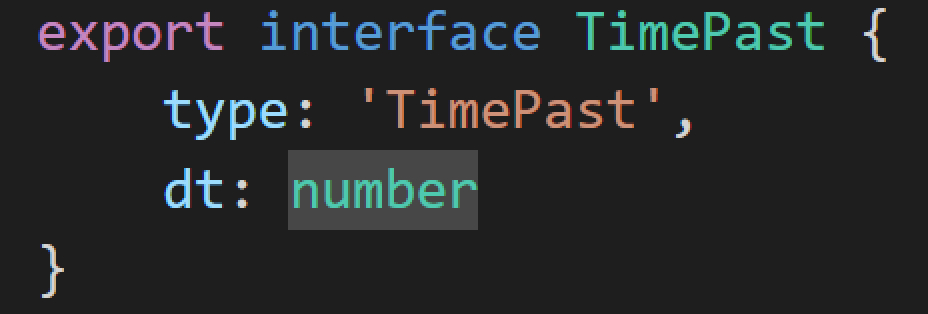 export interface TimePast {
type: 'TimePast',
dt: number
}